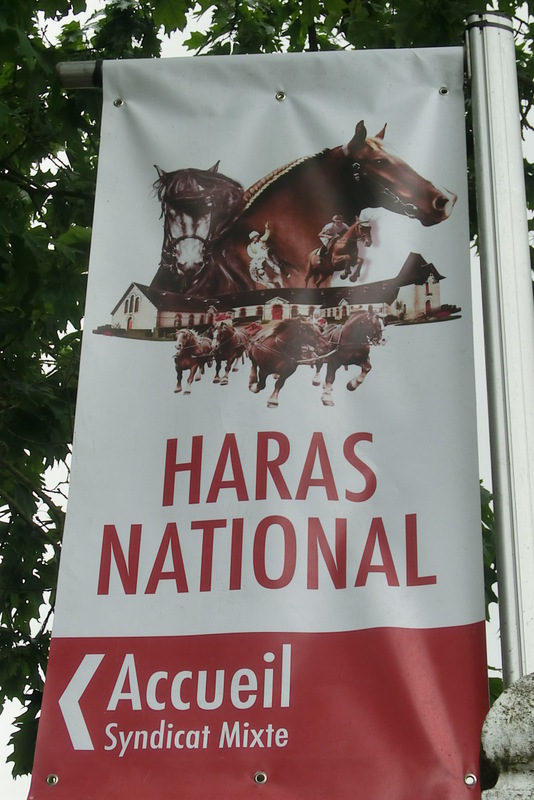 HARAS
NATIONAL
Accueil
Syndicat Mixte